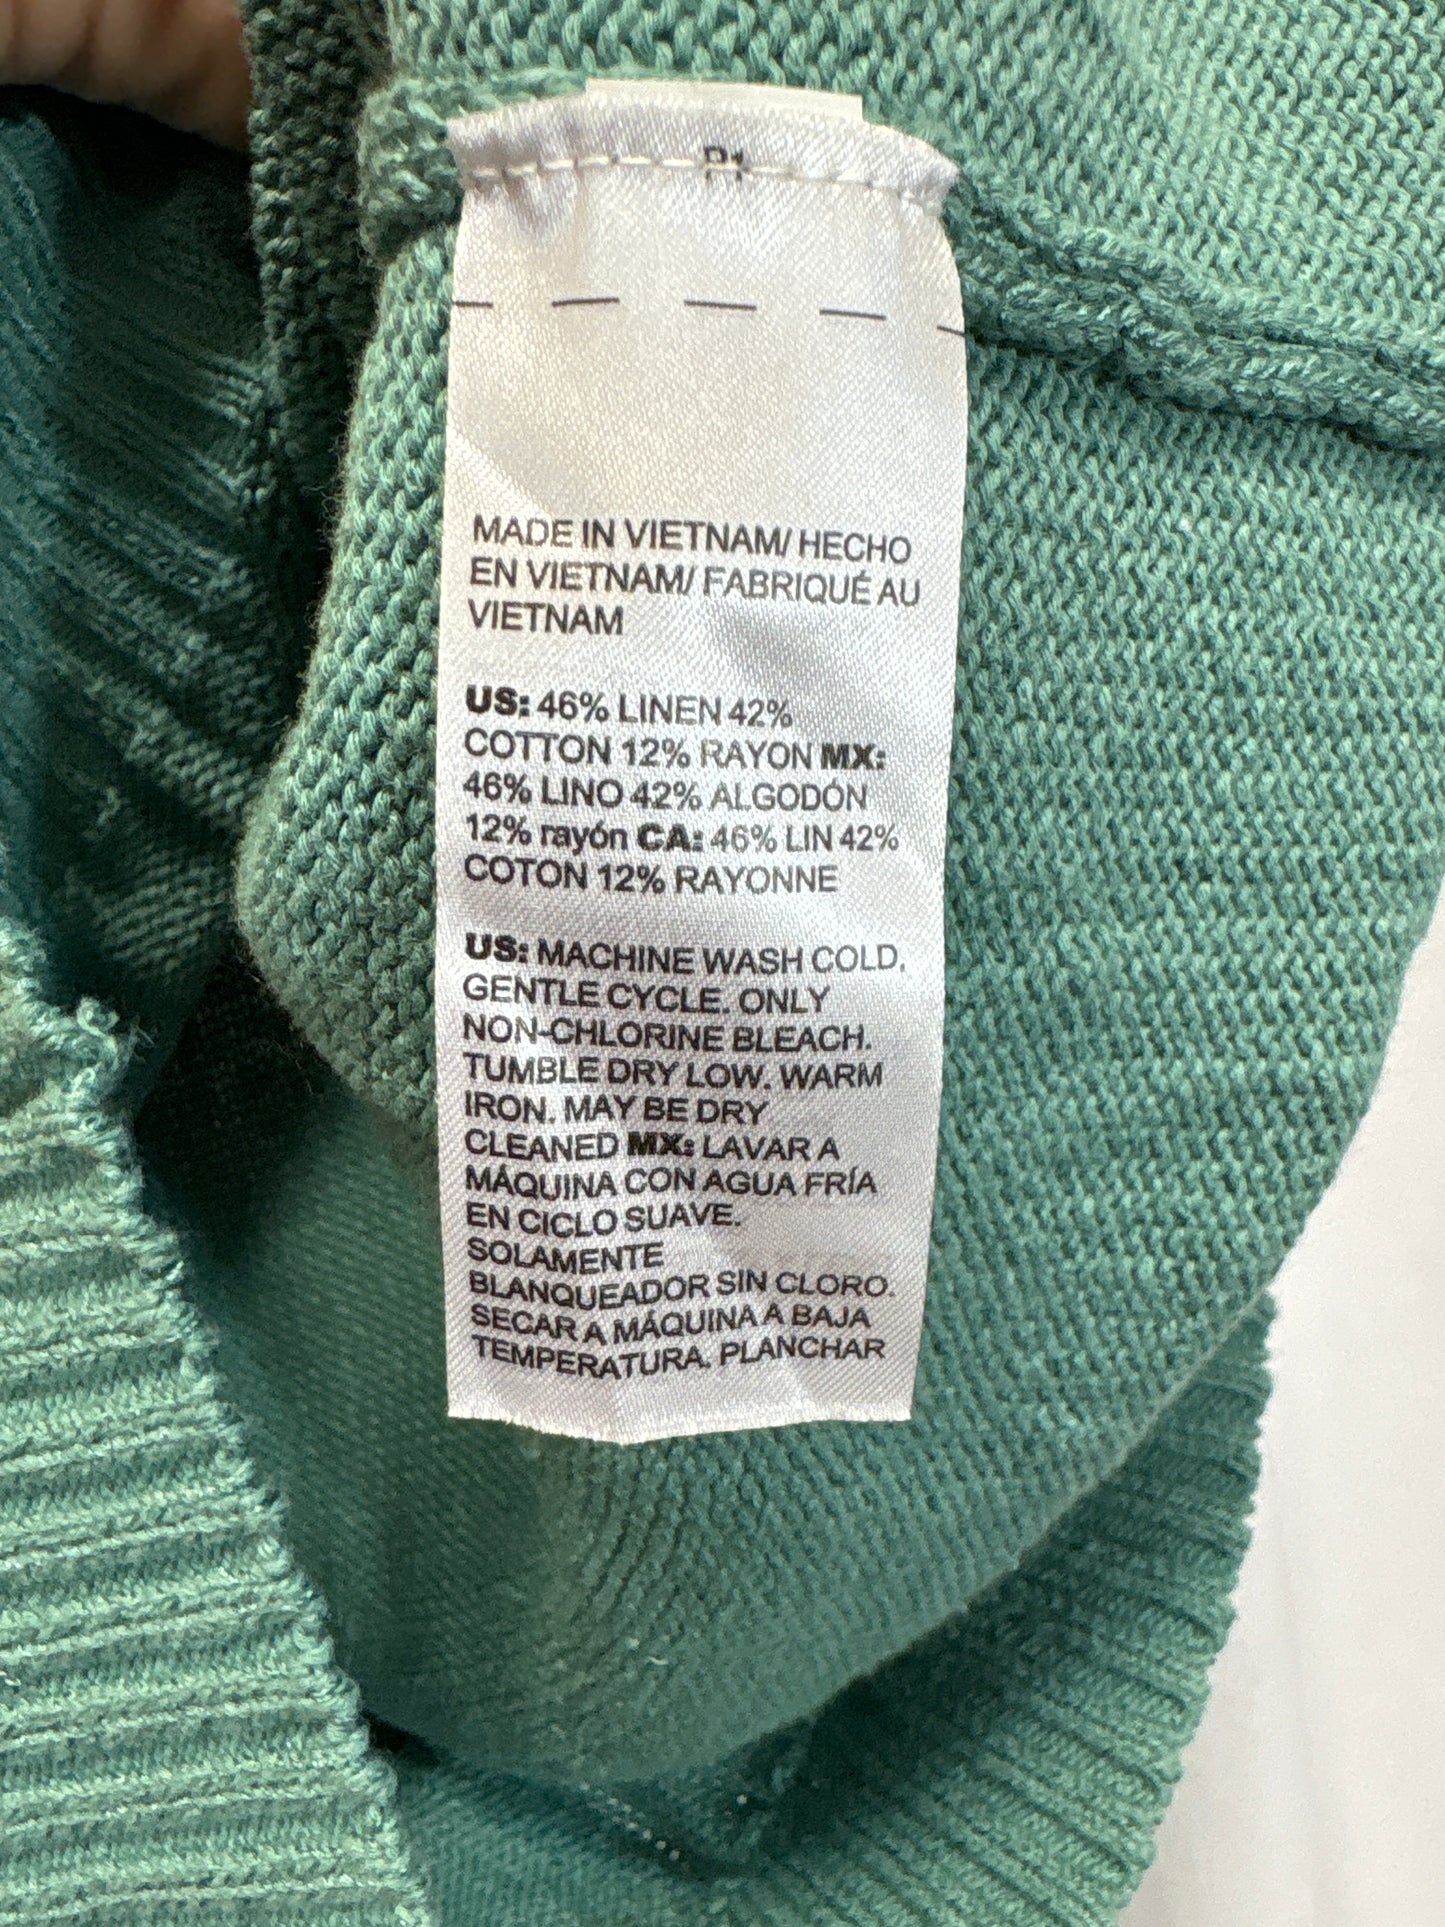 MADE IN VIETNAM/ HECHO
EN VIETNAM/ FABRIQUÉ AU
VIETNAM
US: 46% LINEN 42%
COTTON 12% RAYON MX:
46% LINO 42% ALGODÓN
12% rayón CA: 46% LIN 42%
COTON 12% RAYONNE
US: MACHINE WASH COLD.
GENTLE CYCLE. ONLY
NON-CHLORINE BLEACH.
TUMBLE DRY LOW. WARM
IRON. MAY BE DRY
CLEANED MX: LAVAR A
MÁQUINA CON AGUA FRÍA
EN CICLO SUAVE.
SOLAMENTE
BLANQUEADOR SIN CLORO.
SECAR A MÁQUINA A BAJA
TEMPERATURA. PLANCHAR